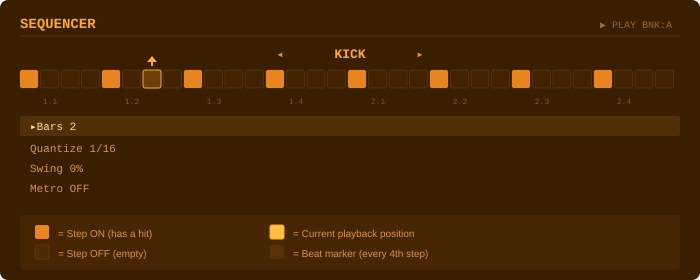 SEQUENCER ▶ PLAY BNK:A
◂ KICK ▸
1.1 1.2 1.3 1.4 2.1 2.2 2.3 2.4
▸Bars 2
Quantize 1/16
Swing 0%
Metro OFF
= Step ON (has a hit) = Current playback position
= Step OFF (empty) = Beat marker (every 4th step)